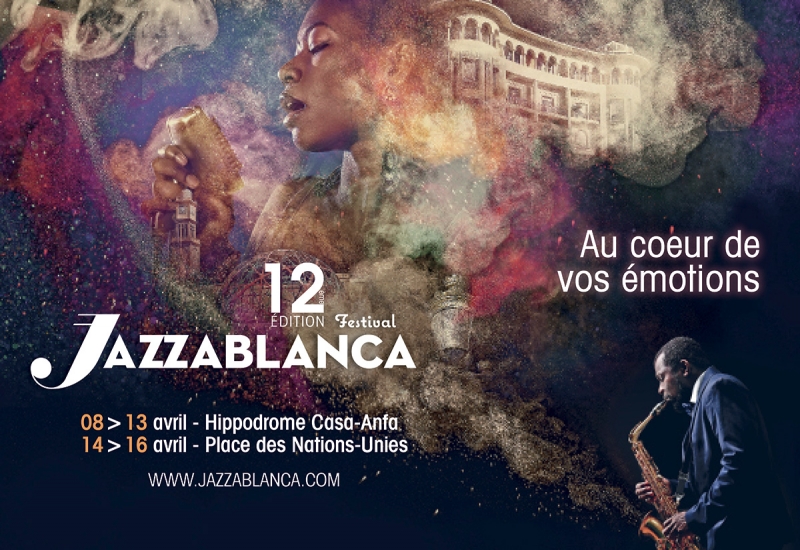 Au coeur de
vos émotions
12
ÉDITION Festival
JAZZABLANCA
08 > 13 avril - Hippodrome Casa-Anfa
14 > 16 avril - Place des Nations-Unies
WWW.JAZZABLANCA.COM